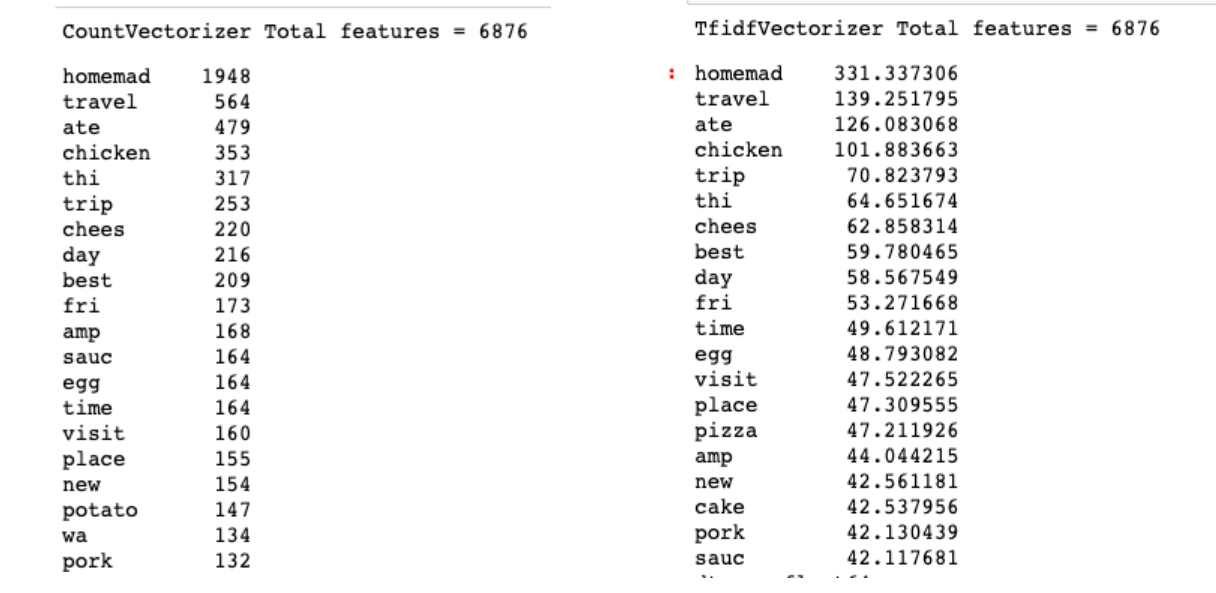 CountVectorizer Total features = 6876
homemad 1948
travel 564
ate 479
chicken 353
thi 317
trip 253
chees 220
day 216
best 209
fri 173
amp 168
sauc 164
egg 164
time 164
visit 160
place 155
new 154
potato 147
wa 134
pork 132
TfidfVectorizer Total features = 6876
: homemad 331.337306
travel 139.251795
ate 126.083068
chicken 101.883663
trip 70.823793
thi 64.651674
chees 62.858314
best 59.780465
day 58.567549
fri 53.271668
time 49.612171
egg 48.793082
visit 47.522265
place 47.309555
pizza 47.211926
amp 44.044215
new 42.561181
cake 42.537956
pork 42.130439
sauc 42.117681